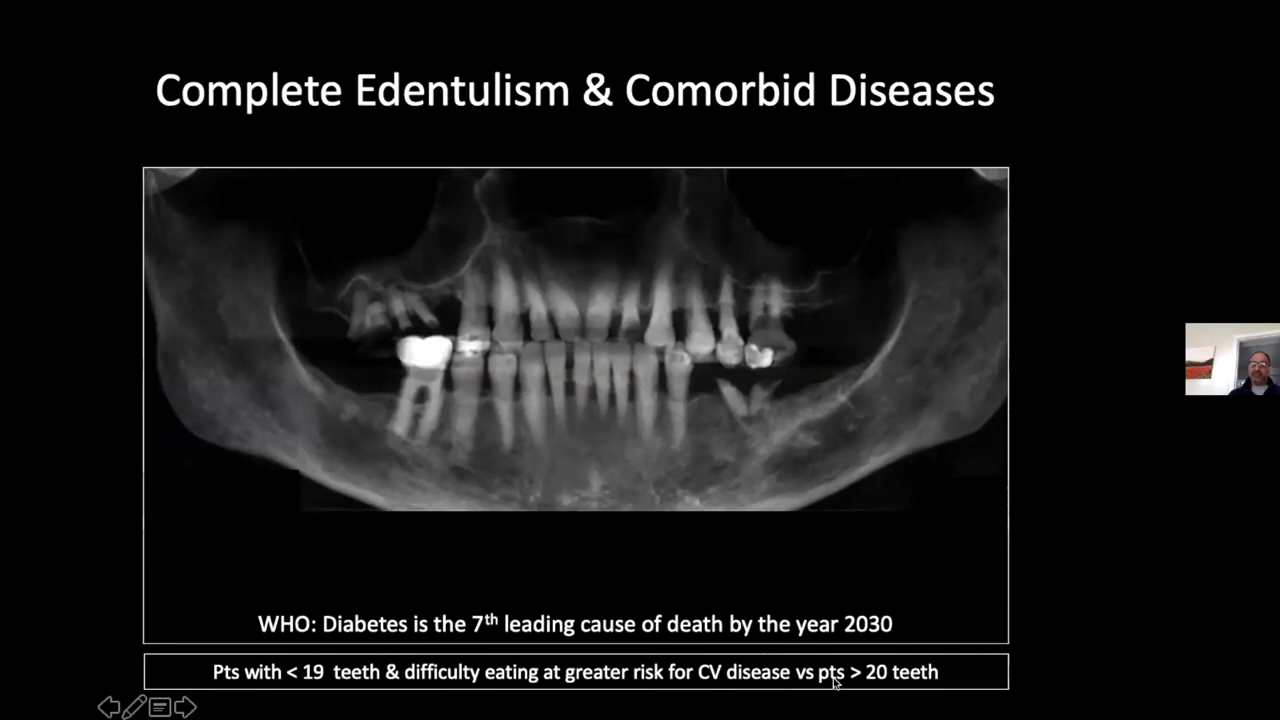 Complete Edentulism & Comorbid Diseases
WHO: Diabetes is the 7th leading cause of death by the year 2030
Pts with < 19 teeth & difficulty eating at greater risk for CV disease vs pts > 20 teeth